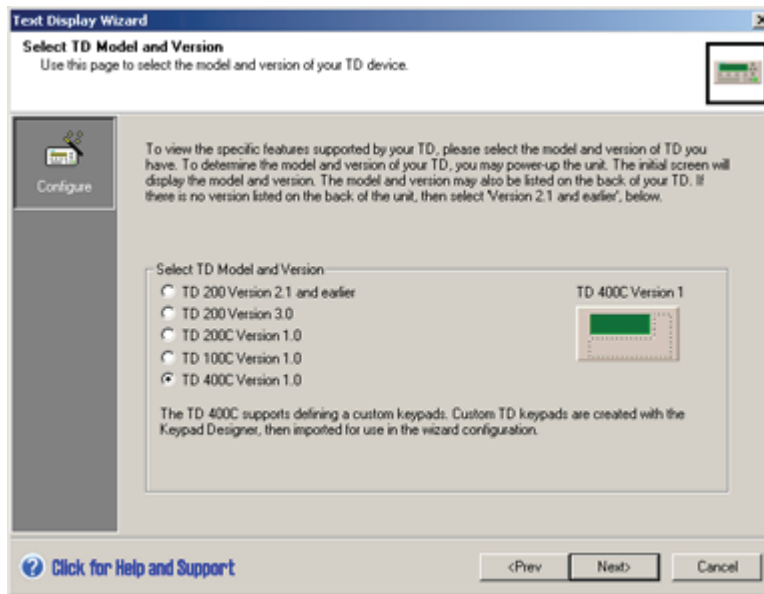 Text Display Wizard
Select TD Model and Version
Use this page to select the model and version of your TD device.
Configure
To view the specific features supported by your TD, please select the model and version of TD you
have. To determine the model and version of your TD, you may power-up the unit. The initial screen will
display the model and version. The model and version may also be listed on the back of your TD. If
there is no version listed on the back of the unit, then select 'Version 2.1 and earlier', below.
Select TD Model and Version
TD 200 Version 2.1 and earlier
TD 400C Version 1
TD 200 Version 3.0
TD 200C Version 1.0
TD 100C Version 1.0
TD 400C Version 1.0
The TD 400C supports defining a custom keypads. Custom TD keypads are created with the
Keypad Designer, then imported for use in the wizard configuration.
Click for Help and Support
<Prev
Next>
Cancel